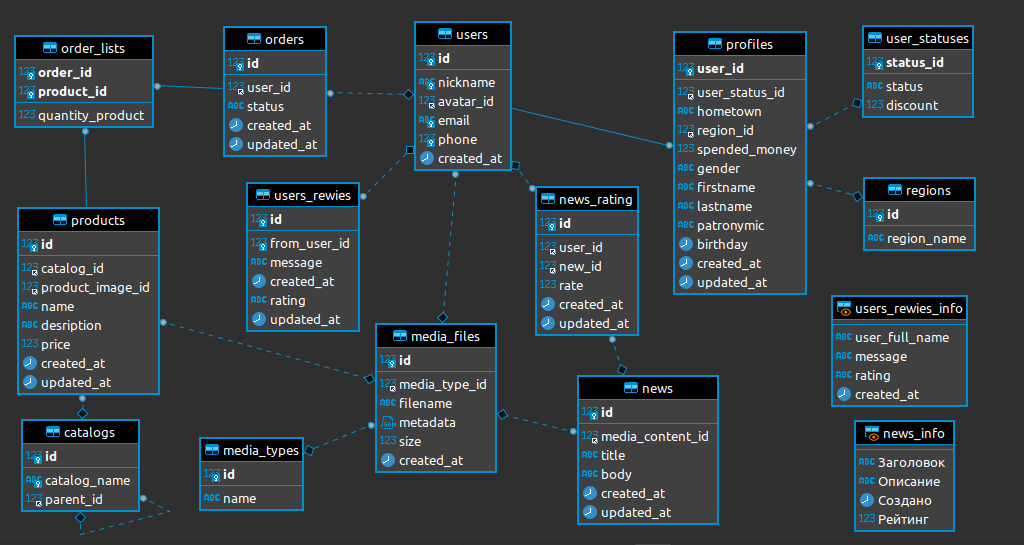 order_lists
123 order_id
123 product_id
123 quantity_product
orders
123 id
123 user_id
ABC status
created_at
updated_at
users
123 id
ABC nickname
123 avatar_id
ABC email
123 phone
created_at
profiles
123 user_id
123 user_status_id
ABC hometown
123 region_id
123 spended_money
ABC gender
ABC firstname
ABC lastname
ABC patronymic
birthday
created_at
updated_at
user_statuses
123 status_id
ABC status
123 discount
regions
123 id
ABC region_name
users_rewies
123 id
123 from_user_id
ABC message
created_at
ABC rating
updated_at
news_rating
123 id
123 user_id
123 new_id
123 rate
created_at
updated_at
products
123 id
123 catalog_id
123 product_image_id
ABC name
ABC desription
123 price
created_at
updated_at
media_files
123 id
123 media_type_id
ABC filename
metadata
123 size
created_at
users_rewies_info
ABC user_full_name
ABC message
ABC rating
created_at
catalogs
123 id
ABC catalog_name
123 parent_id
media_types
123 id
ABC name
news
123 id
123 media_content_id
ABC title
ABC body
created_at
updated_at
news_info
ABC Заголовок
ABC Описание
Создано
123 Рейтинг